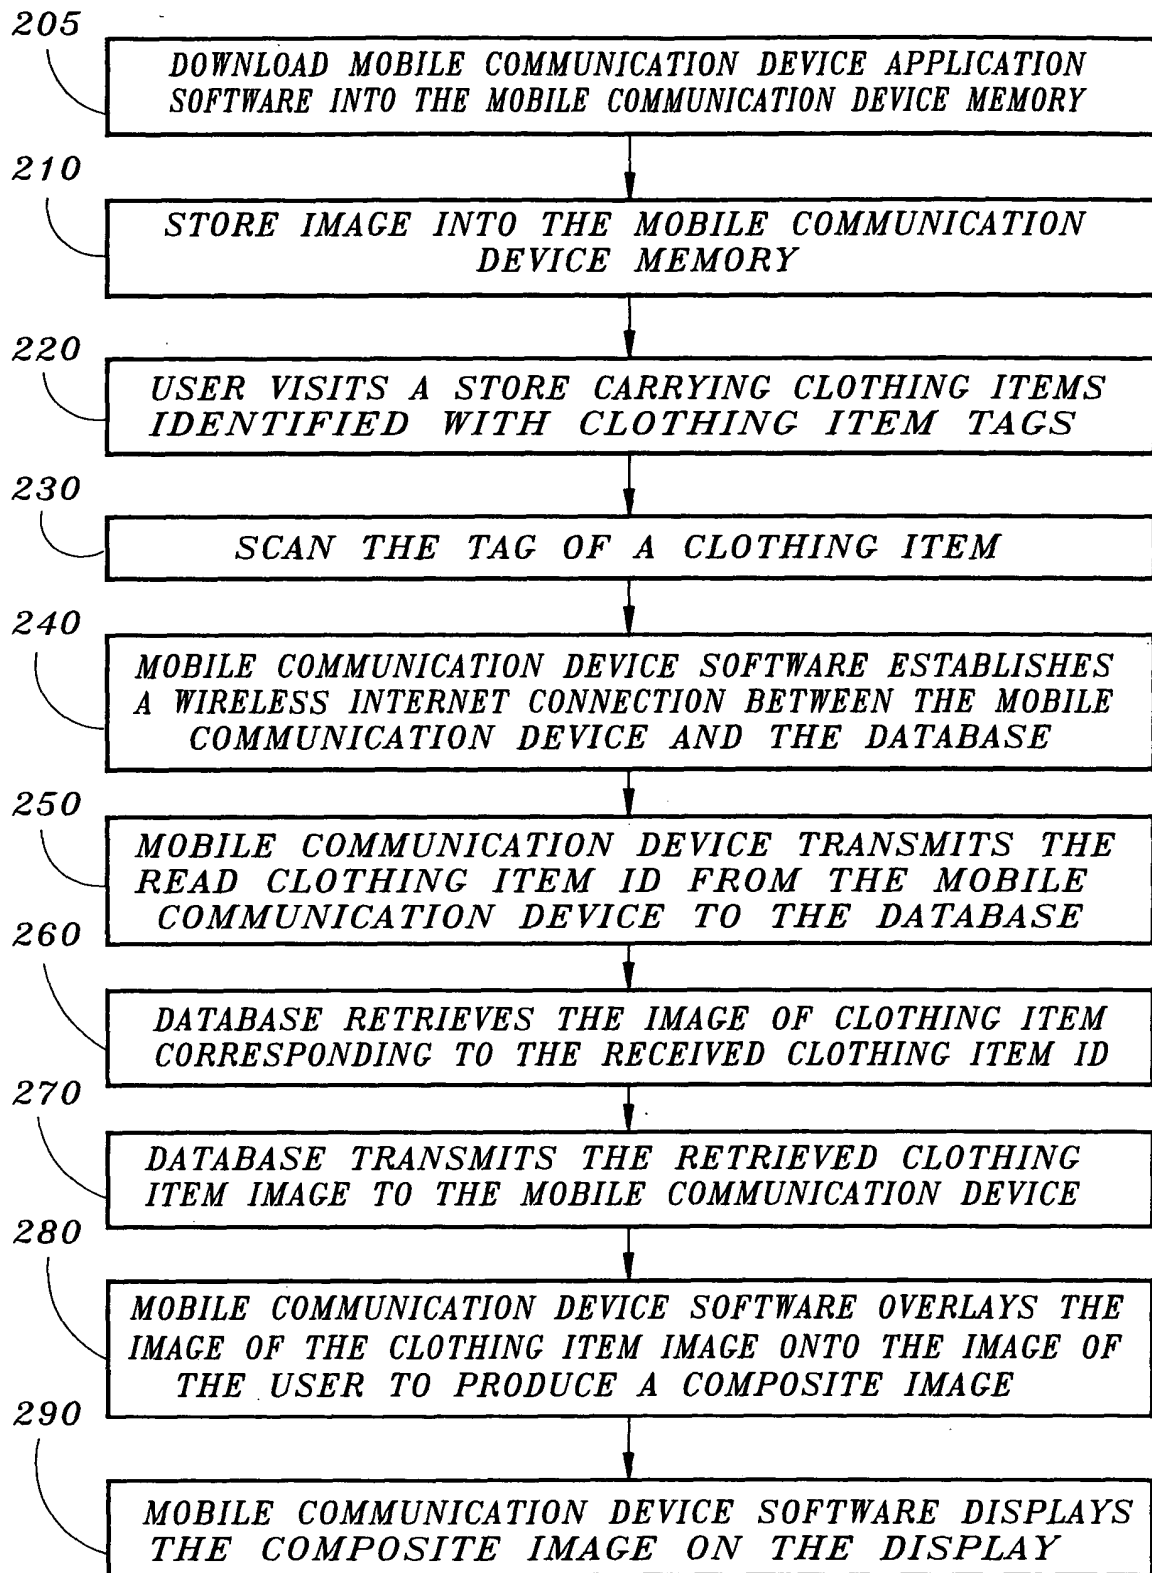 205
DOWNLOAD MOBILE COMMUNICATION DEVICE APPLICATION
SOFTWARE INTO THE MOBILE COMMUNICATION DEVICE MEMORY
210
STORE IMAGE INTO THE MOBILE COMMUNICATION
DEVICE MEMORY
220
USER VISITS A STORE CARRYING CLOTHING ITEMS
IDENTIFIED WITH CLOTHING ITEM TAGS
230
SCAN THE TAG OF A CLOTHING ITEM
240
MOBILE COMMUNICATION DEVICE SOFTWARE ESTABLISHES
A WIRELESS INTERNET CONNECTION BETWEEN THE MOBILE
COMMUNICATION DEVICE AND THE DATABASE
250
MOBILE COMMUNICATION DEVICE TRANSMITS THE
READ CLOTHING ITEM ID FROM THE MOBILE
COMMUNICATION DEVICE TO THE DATABASE
260
DATABASE RETRIEVES THE IMAGE OF CLOTHING ITEM
CORRESPONDING TO THE RECEIVED CLOTHING ITEM ID
270
DATABASE TRANSMITS THE RETRIEVED CLOTHING
ITEM IMAGE TO THE MOBILE COMMUNICATION DEVICE
280
MOBILE COMMUNICATION DEVICE SOFTWARE OVERLAYS THE
IMAGE OF THE CLOTHING ITEM IMAGE ONTO THE IMAGE OF
THE USER TO PRODUCE A COMPOSITE IMAGE
290
MOBILE COMMUNICATION DEVICE SOFTWARE DISPLAYS
THE COMPOSITE IMAGE ON THE DISPLAY